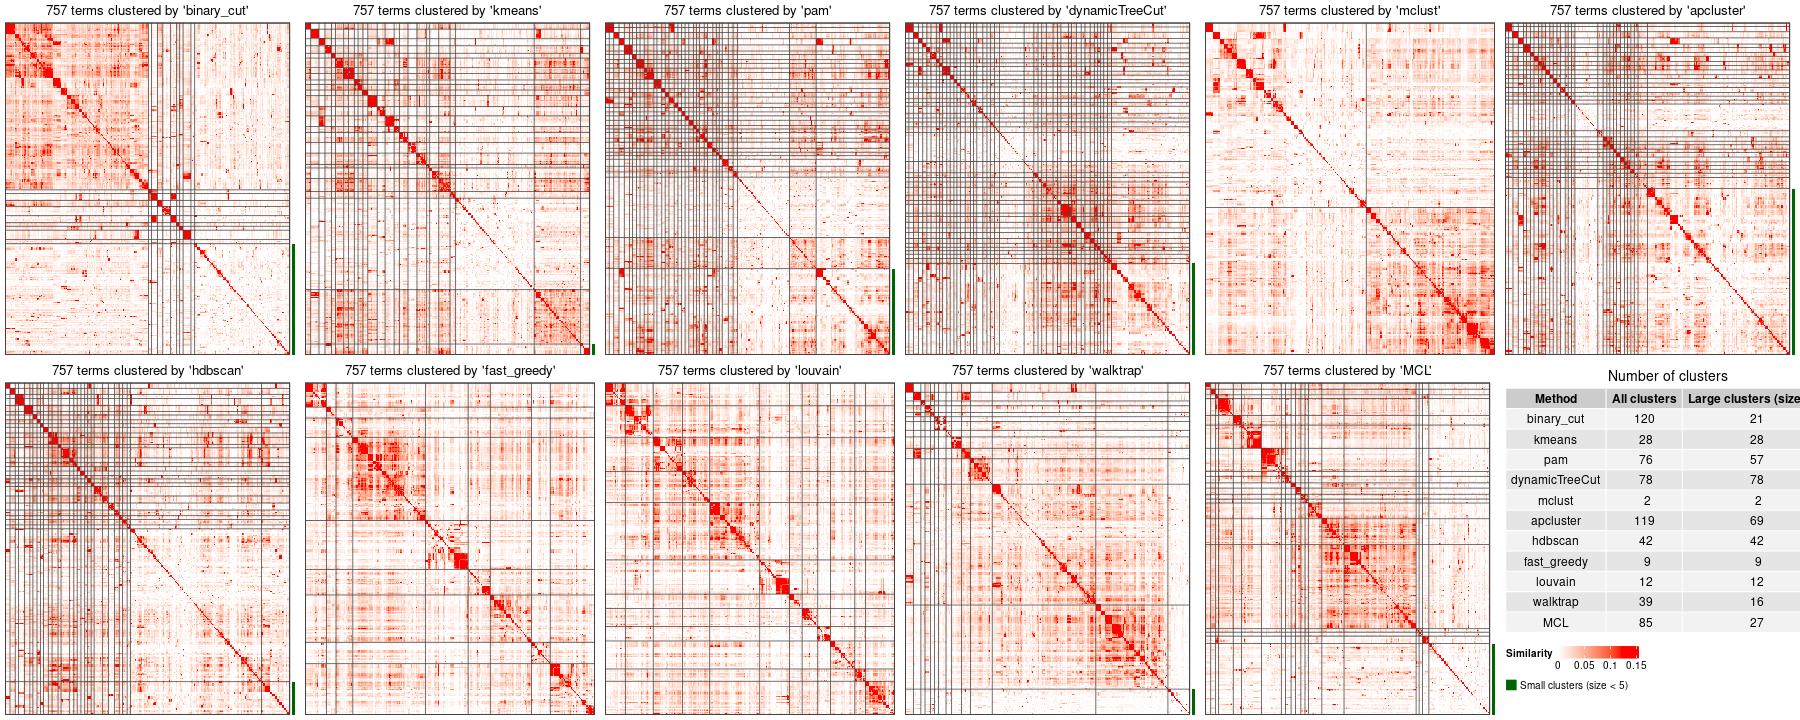 757 terms clustered by 'binary_cut'
757 terms clustered by 'kmeans'
757 terms clustered by 'pam'
757 terms clustered by 'dynamicTreeCut'
757 terms clustered by 'mclust'
757 terms clustered by 'apcluster'
757 terms clustered by 'hdbscan'
757 terms clustered by 'fast_greedy'
757 terms clustered by 'louvain'
757 terms clustered by 'walktrap'
757 terms clustered by 'MCL'
Number of clusters
Method All clusters Large clusters (size
binary_cut 120 21
kmeans 28 28
pam 76 57
dynamicTreeCut 78 78
mclust 2 2
apcluster 119 69
hdbscan 42 42
fast_greedy 9 9
louvain 12 12
walktrap 39 16
MCL 85 27
Similarity
0 0.05 0.1 0.15
Small clusters (size < 5)